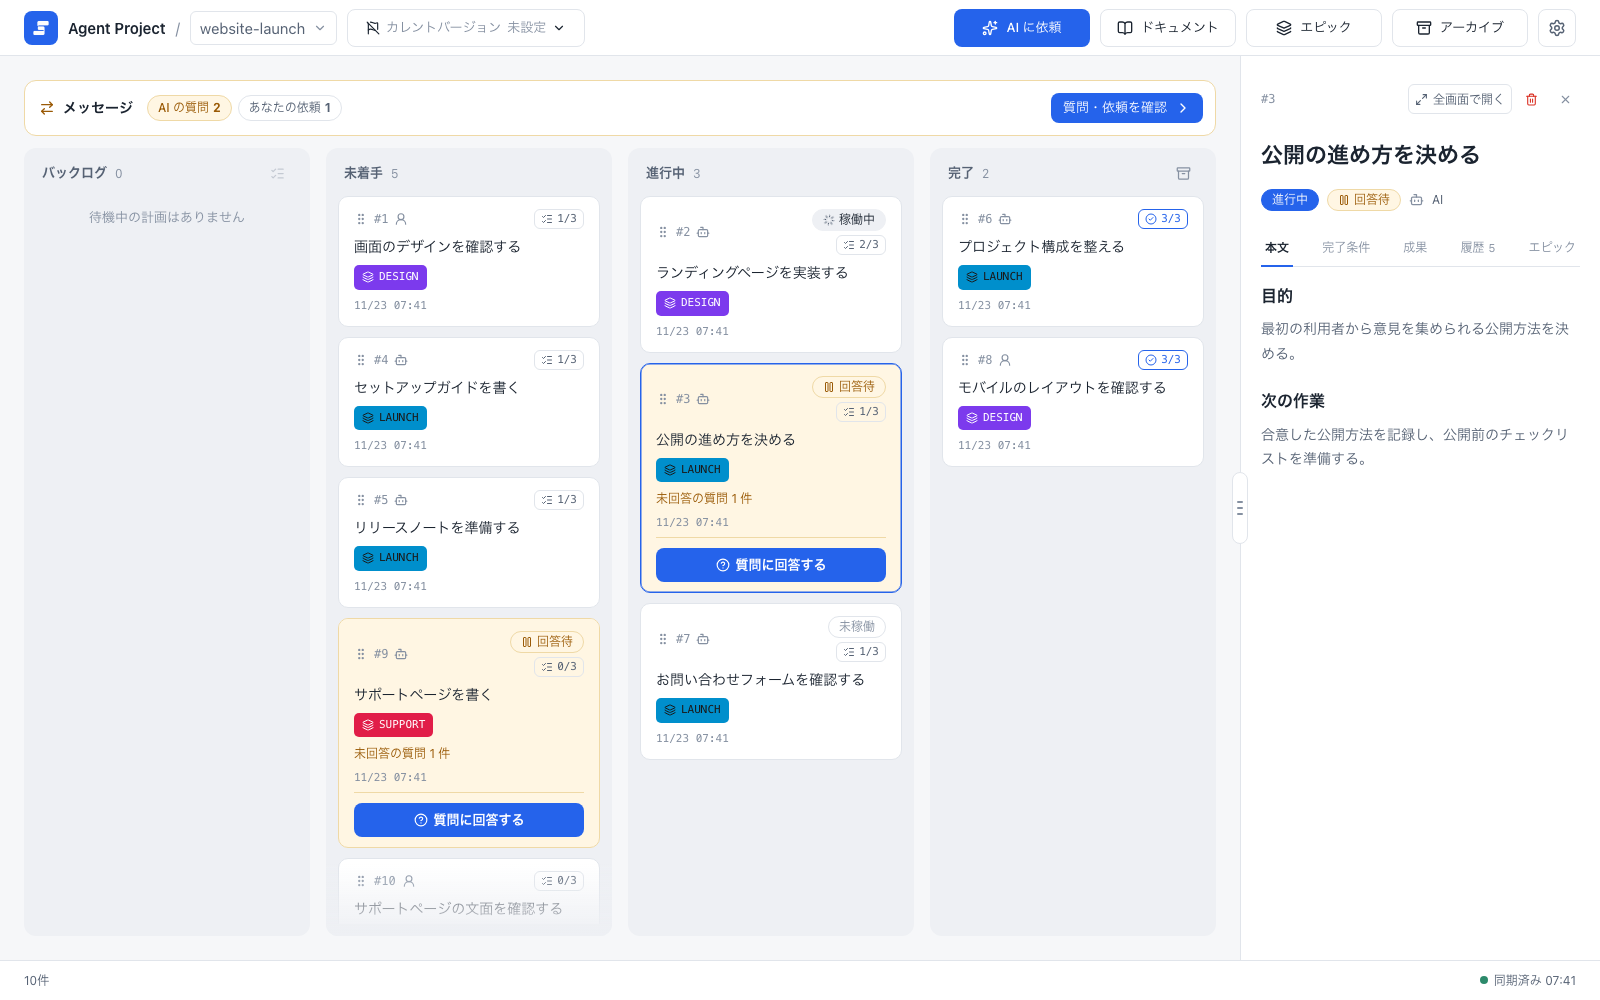 Agent Project / website-launch カレントバージョン 未設定 AI に依頼 ドキュメント エピック アーカイブ
メッセージ AI の質問 2 あなたの依頼 1 質問・依頼を確認
バックログ 0
待機中の計画はありません
未着手 5
#1 1/3
画面のデザインを確認する
DESIGN
11/23 07:41
#4 1/3
セットアップガイドを書く
LAUNCH
11/23 07:41
#5 1/3
リリースノートを準備する
LAUNCH
11/23 07:41
回答待
#9 0/3
サポートページを書く
SUPPORT
未回答の質問 1 件
11/23 07:41
質問に回答する
#10 0/3
サポートページの文面を確認する
進行中 3
稼働中
#2 2/3
ランディングページを実装する
DESIGN
11/23 07:41
回答待
#3 1/3
公開の進め方を決める
LAUNCH
未回答の質問 1 件
11/23 07:41
質問に回答する
未稼働
#7 1/3
お問い合わせフォームを確認する
LAUNCH
11/23 07:41
完了 2
#6 3/3
プロジェクト構成を整える
LAUNCH
11/23 07:41
#8 3/3
モバイルのレイアウトを確認する
DESIGN
11/23 07:41
#3 全画面で開く
公開の進め方を決める
進行中 回答待 AI
本文 完了条件 成果 履歴 5 エピック
目的
最初の利用者から意見を集められる公開方法を決
める。
次の作業
合意した公開方法を記録し、公開前のチェックリ
ストを準備する。
10件
同期済み 07:41